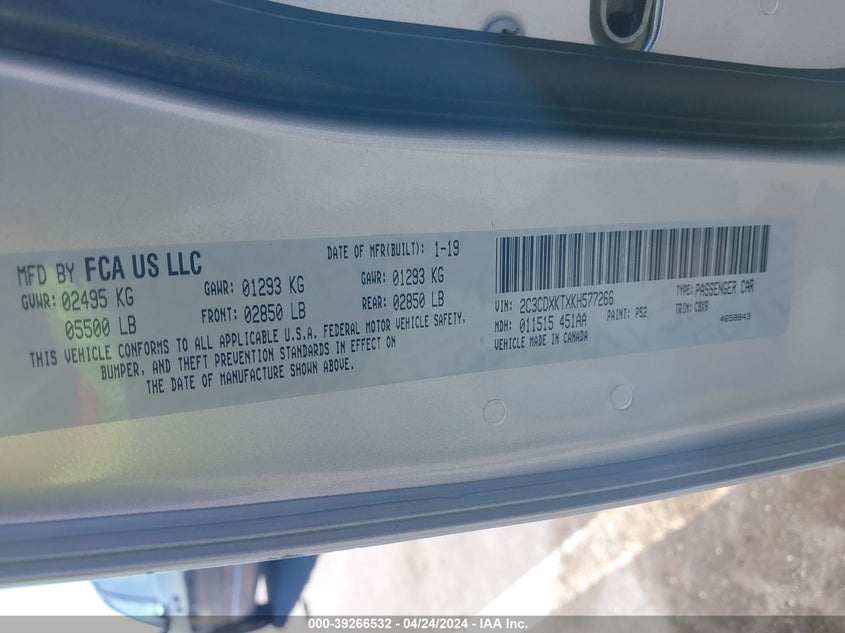 MFD BY FCA US LLC
DATE OF MFR(BUILT): 1-19
GVWR: 02495 KG
GAWR: 01293 KG
GAWR: 01293 KG
05500 LB
FRONT: 02850 LB
REAR: 02850 LB
THIS VEHICLE CONFORMS TO ALL APPLICABLE U.S.A. FEDERAL MOTOR VEHICLE SAFETY,
BUMPER, AND THEFT PREVENTION STANDARDS IN EFFECT ON
THE DATE OF MANUFACTURE SHOWN ABOVE.
VIN: 2C3CDXKTXKH577266
TYPE: PASSENGER CAR
MDH: 011515 451AA
PAINT: PS2
TRIM: CBX9
VEHICLE MADE IN CANADA
4658843
000-39266532 - 04/24/2024 - IAA Inc.